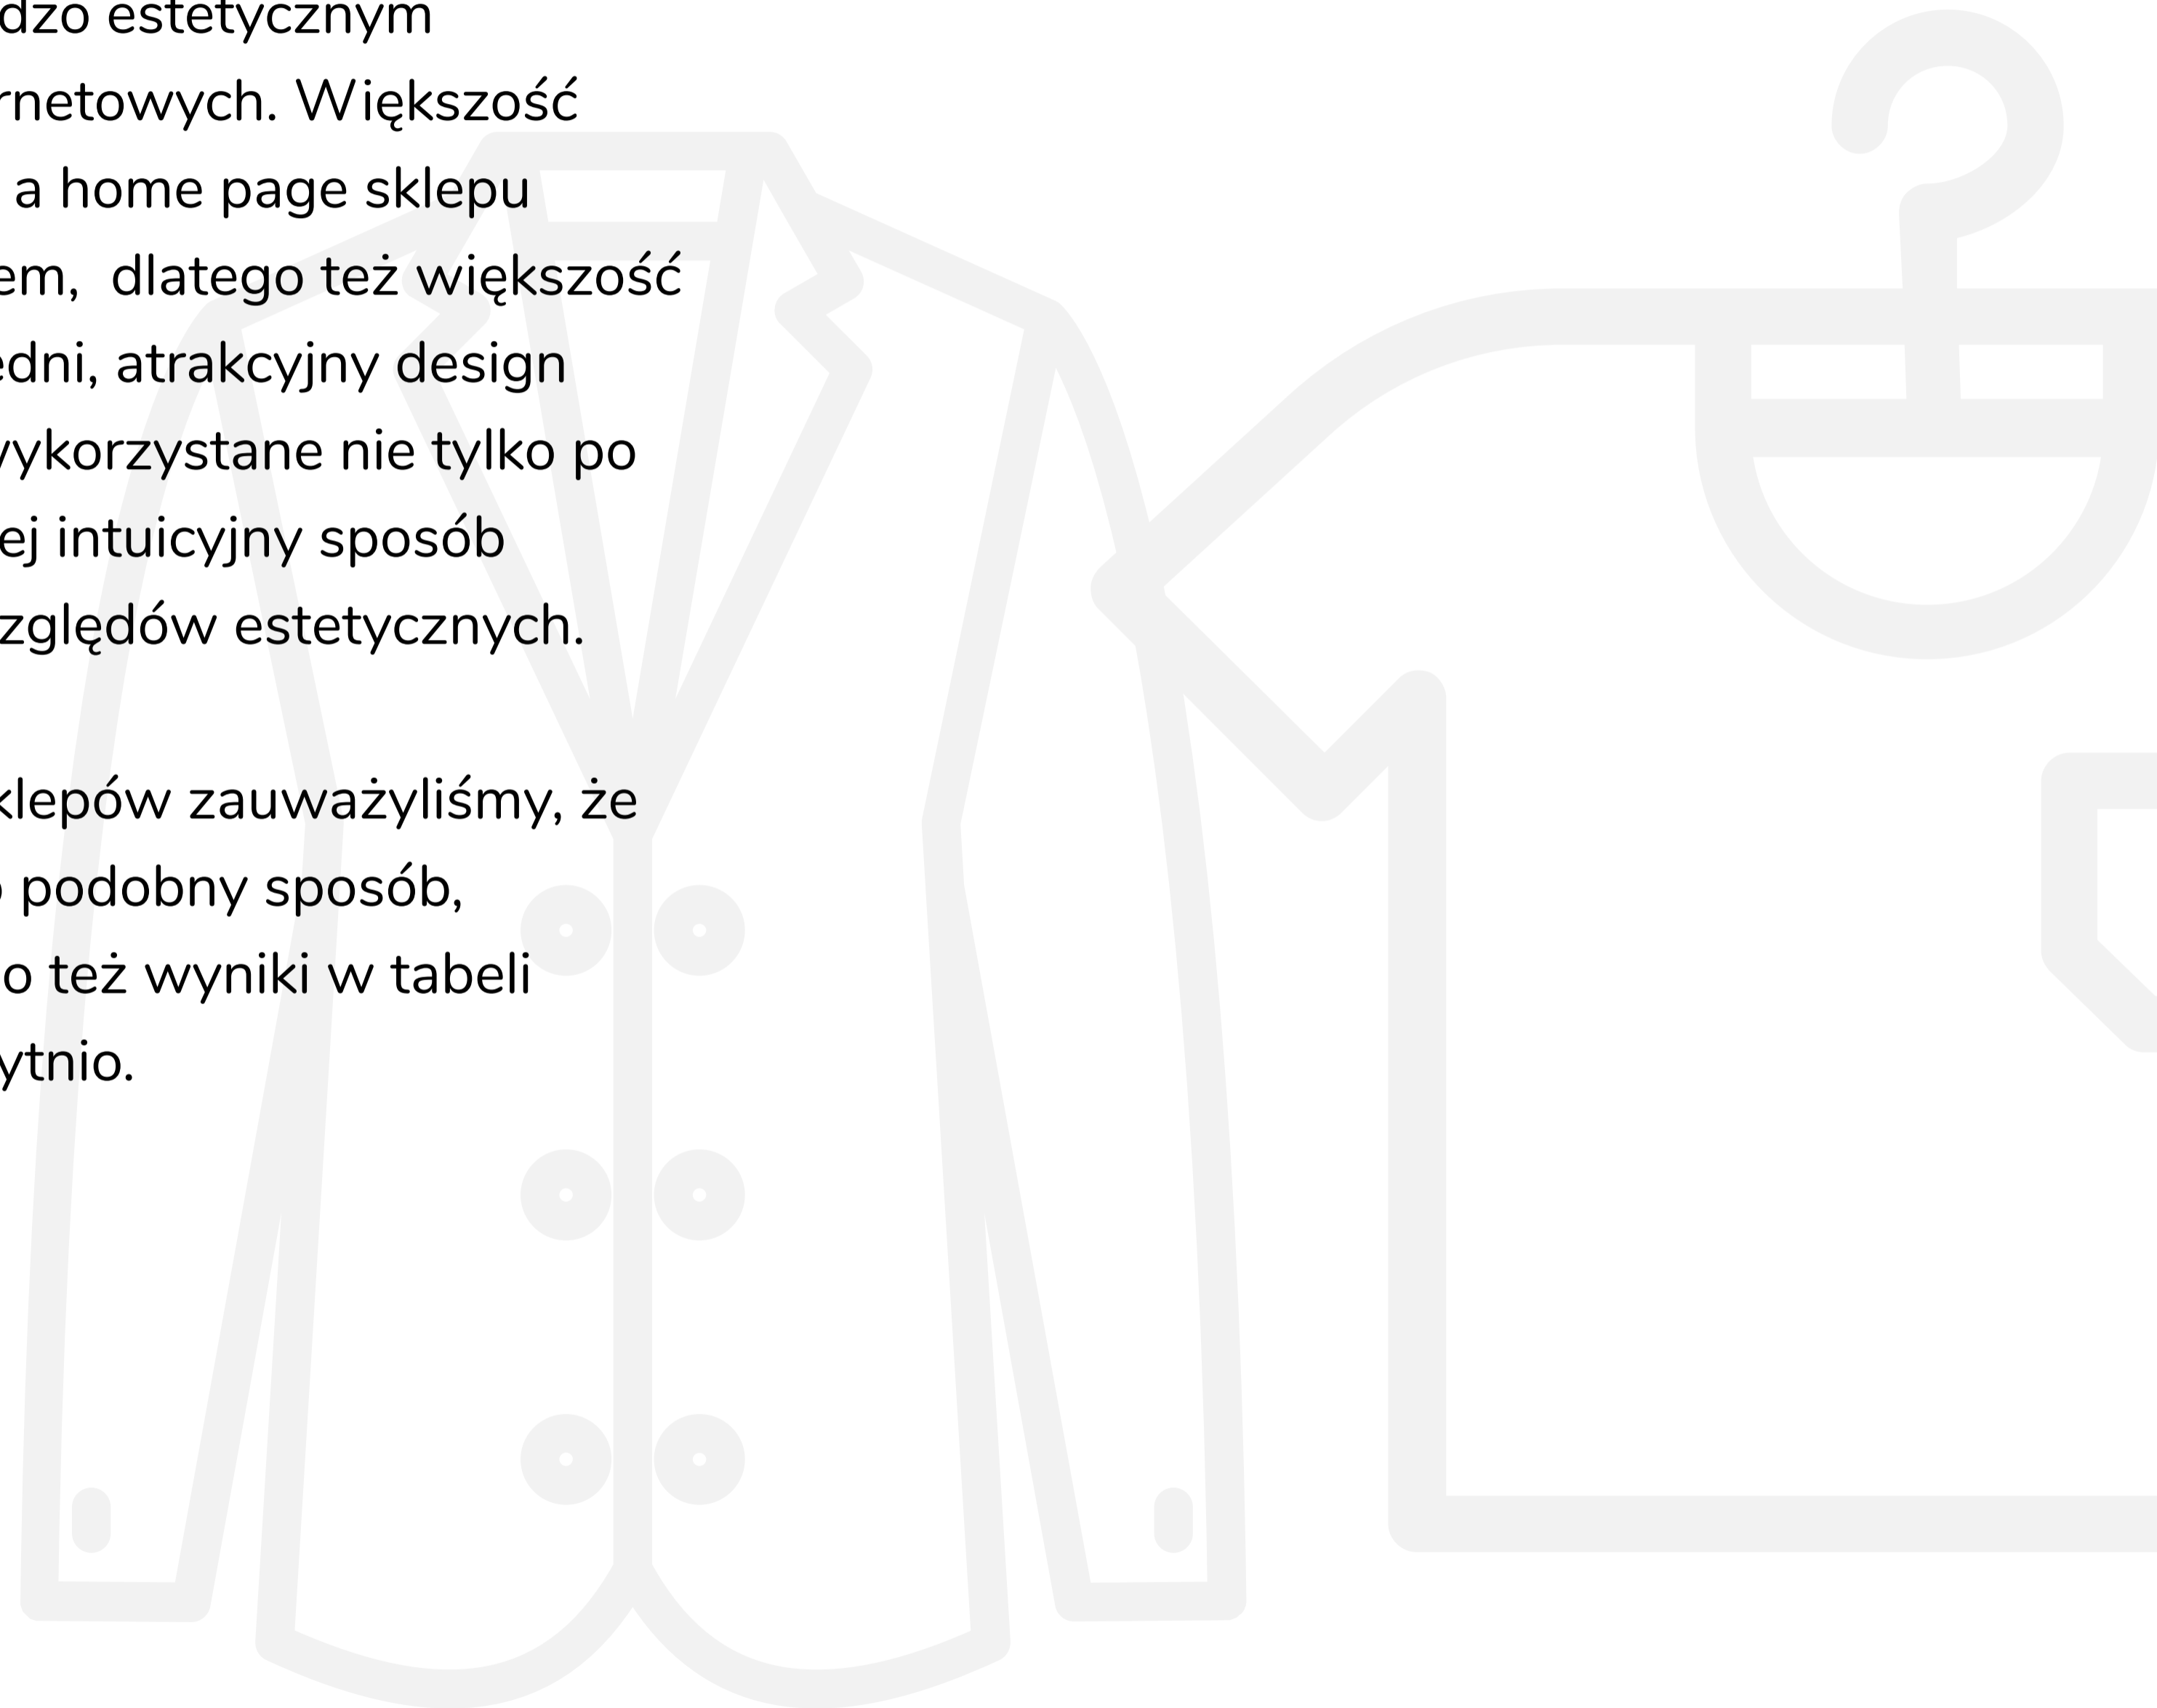 dzo estetycznym
rnetowych. Większość
a home page sklepu
em, dlatego też większość
edni, atrakcyjny design
ykorzystane nie tylko po
ej intuicyjny sposób
zględów estetycznych.
klepów zauważyliśmy, że
podobny sposób,
o też wyniki w tabeli
ytnio.